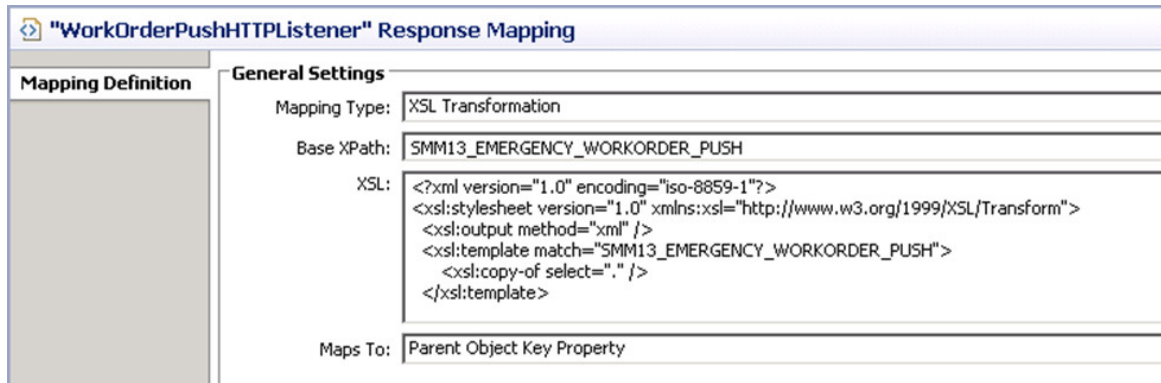 "WorkOrderPushHTTPListener" Response Mapping
Mapping Definition
General Settings
Mapping Type: XSL Transformation
Base XPath: SMM13_EMERGENCY_WORKORDER_PUSH
XSL: <?xml version="1.0" encoding="iso-8859-1"?>
<xsl:stylesheet version="1.0" xmlns:xsl="http://www.w3.org/1999/XSL/Transform">
<xsl:output method="xml" />
<xsl:template match="SMM13_EMERGENCY_WORKORDER_PUSH">
<xsl:copy-of select="." />
</xsl:template>
Maps To: Parent Object Key Property